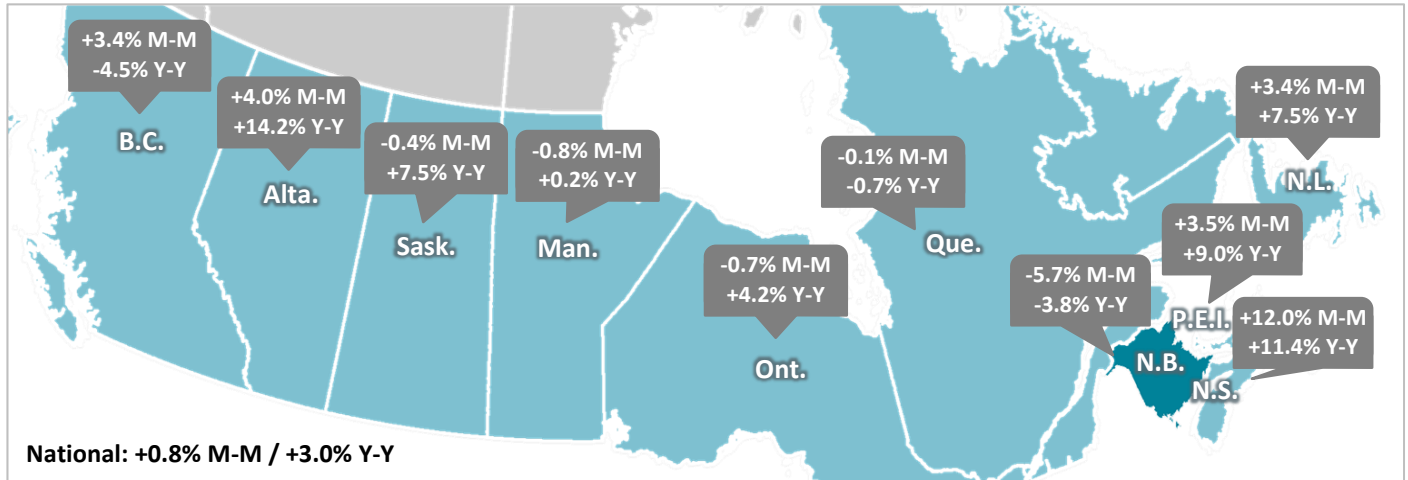 +3.4% M-M
-4.5% Y-Y
B.C.
+4.0% M-M
+14.2% Y-Y
Alta.
-0.4% M-M
+7.5% Y-Y
Sask.
-0.8% M-M
+0.2% Y-Y
Man.
-0.7% M-M
+4.2% Y-Y
Ont.
-0.1% M-M
-0.7% Y-Y
Que.
+3.4% M-M
+7.5% Y-Y
N.L.
+3.5% M-M
+9.0% Y-Y
P.E.I.
-5.7% M-M
-3.8% Y-Y
N.B.
+12.0% M-M
+11.4% Y-Y
N.S.
National: +0.8% M-M / +3.0% Y-Y